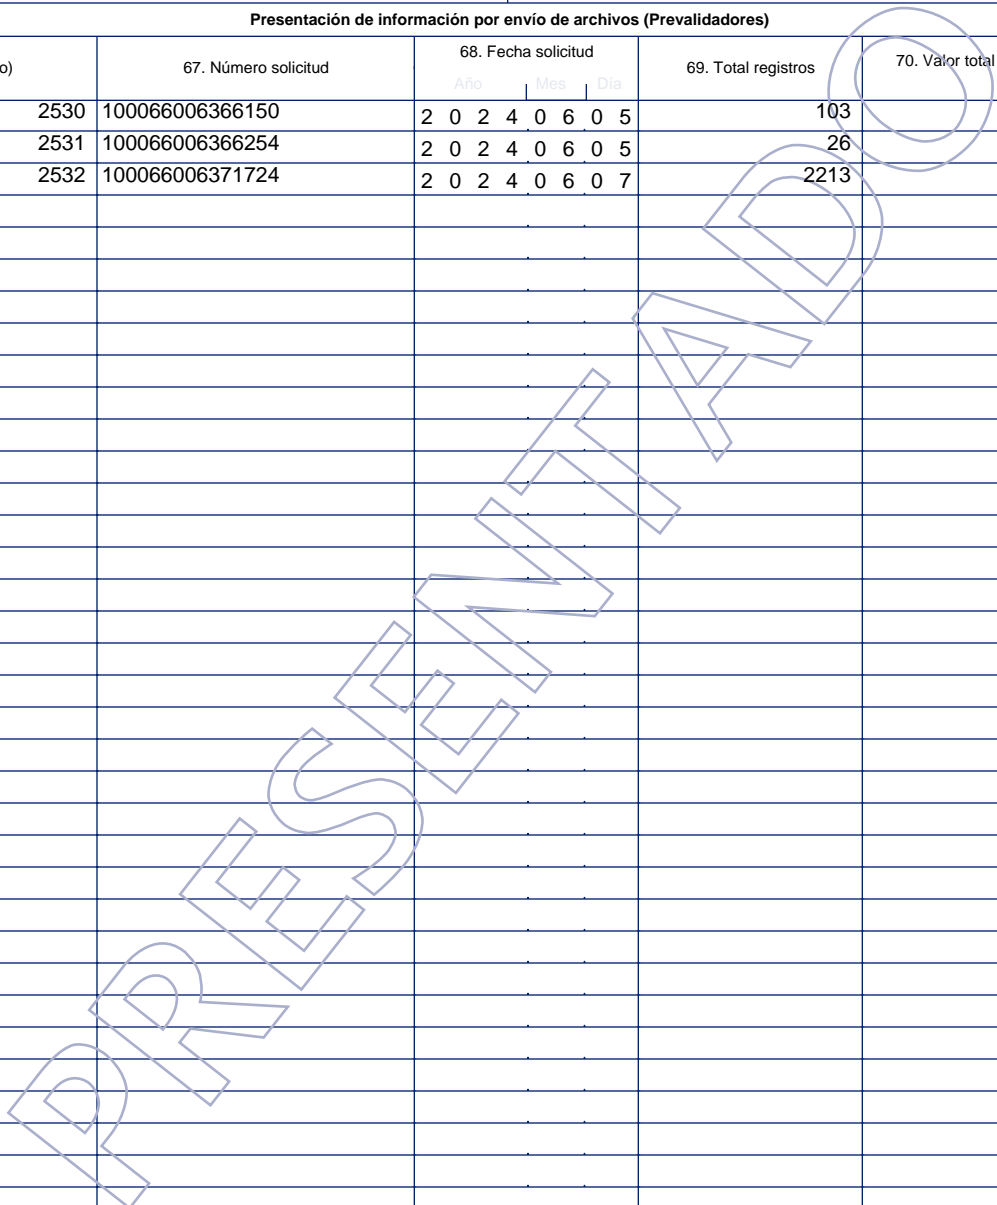 Presentación de información por envío de archivos (Prevalidadores)
o) 67. Número solicitud 68. Fecha solicitud 69. Total registros 70. Valor total
Año Mes Día
2530 100066006366150 2 0 2 4 0 6 0 5 103
2531 100066006366254 2 0 2 4 0 6 0 5 26
2532 100066006371724 2 0 2 4 0 6 0 7 2213
PRESENTADO